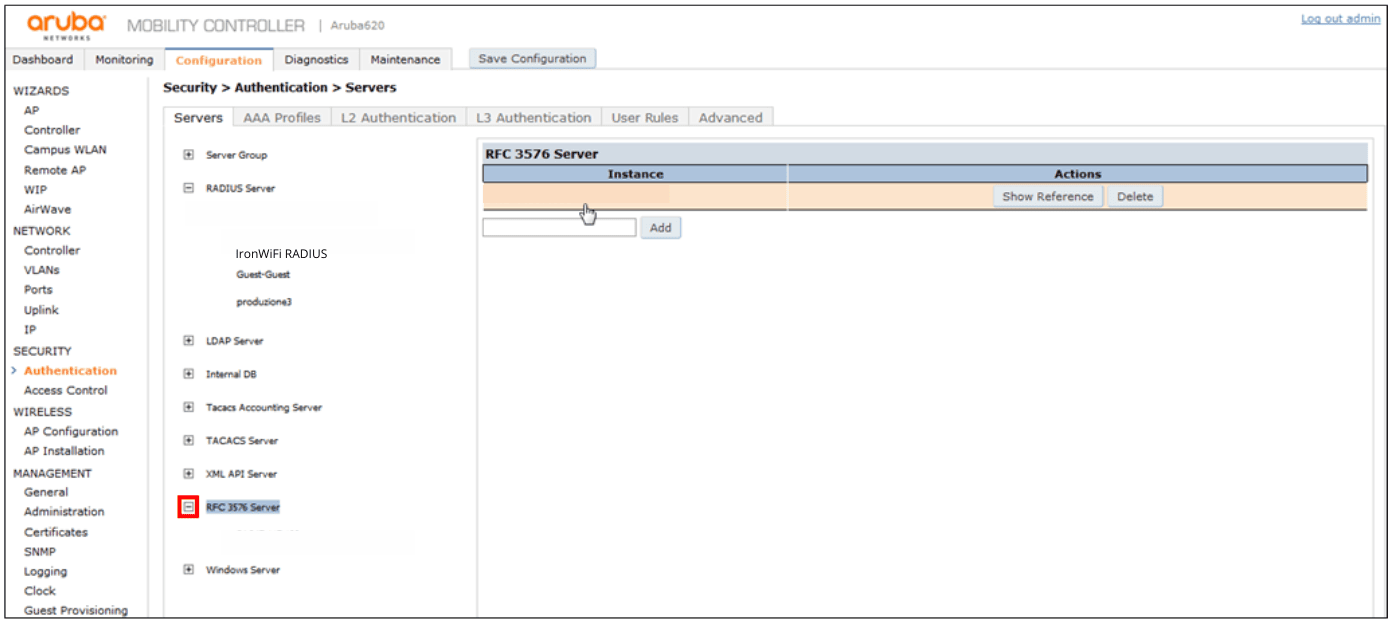 aruba NETWORKS MOBILITY CONTROLLER | Aruba620
Log out admin
Dashboard Monitoring Configuration Diagnostics Maintenance Save Configuration
WIZARDS
AP
Controller
Campus WLAN
Remote AP
WIP
AirWave
NETWORK
Controller
VLANs
Ports
Uplink
IP
SECURITY
> Authentication
Access Control
WIRELESS
AP Configuration
AP Installation
MANAGEMENT
General
Administration
Certificates
SNMP
Logging
Clock
Guest Provisioning
Security > Authentication > Servers
Servers AAA Profiles L2 Authentication L3 Authentication User Rules Advanced
Server Group
RADIUS Server
IronWiFi RADIUS
Guest-Guest
produzione3
LDAP Server
Internal DB
Tacacs Accounting Server
TACACS Server
XML API Server
RFC 3576 Server
Windows Server
RFC 3576 Server
Instance Actions
Show Reference Delete
Add